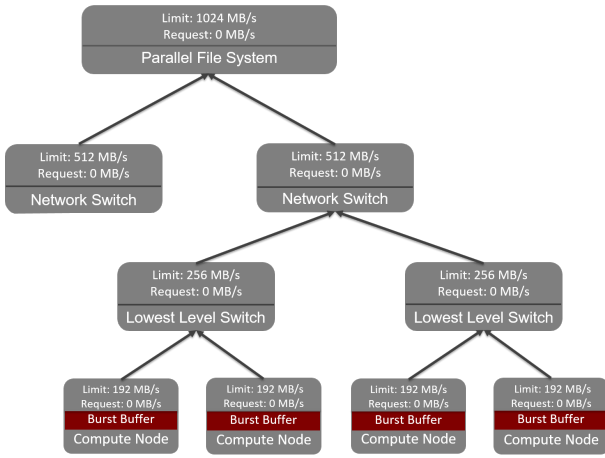 Limit: 1024 MB/s
Request: 0 MB/s
Parallel File System
Limit: 512 MB/s
Request: 0 MB/s
Network Switch
Limit: 512 MB/s
Request: 0 MB/s
Network Switch
Limit: 256 MB/s
Request: 0 MB/s
Lowest Level Switch
Limit: 256 MB/s
Request: 0 MB/s
Lowest Level Switch
Limit: 192 MB/s
Request: 0 MB/s
Burst Buffer
Compute Node
Limit: 192 MB/s
Request: 0 MB/s
Burst Buffer
Compute Node
Limit: 192 MB/s
Request: 0 MB/s
Burst Buffer
Compute Node
Limit: 192 MB/s
Request: 0 MB/s
Burst Buffer
Compute Node